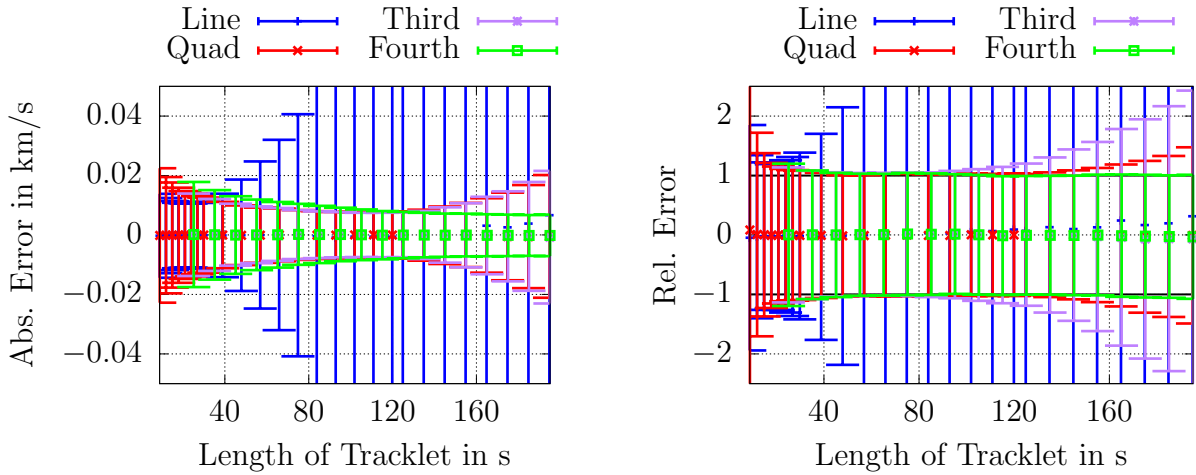 Line Third
Quad Fourth
Abs. Error in km/s
0.04
0.02
0
−0.02
−0.04
40 80 120 160
Length of Tracklet in s
Line Third
Quad Fourth
Rel. Error
2
1
0
−1
−2
40 80 120 160
Length of Tracklet in s